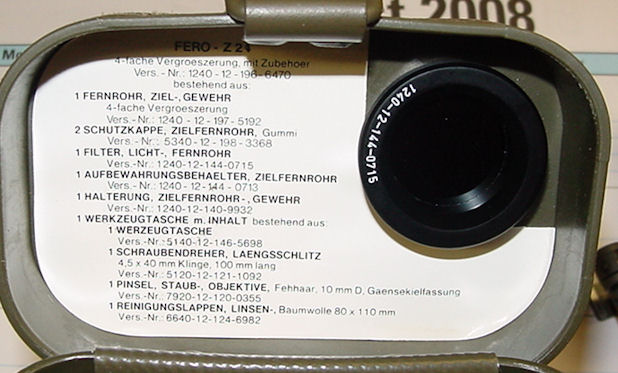 t 2008
FERO - Z 24
4-fache Vergroeszerung, mit Zubehoer
Vers.- Nr.: 1240 - 12 - 196 - 6470
bestehend aus:
1 FERNROHR, ZIEL-, GEWEHR
4-fache Vergroeszerung
Vers.-Nr.: 1240 - 12 - 197 - 5192
2 SCHUTZKAPPE, ZIELFERNROHR, Gummi
Vers.-Nr.: 5340-12 -198 - 3368
1 FILTER, LICHT-, FERNROHR
Vers.-Nr.:1240-12-144-0715
1 AUFBEWAHRUNGSBEHAELTER, ZIELFERNROHR
Vers-Nr.: 1240-12-144 - 0713
1 HALTERUNG, ZIELFERNROHR-, GEWEHR
Vers.-Nr.: 1240-12-140-9932
1 WERKZEUGTASCHE m. INHALT bestehend aus:
1 WERZEUGTASCHE
Vers.-Nr.: 5140-12-146-5698
1 SCHRAUBENDREHER, LAENGSSCHLITZ
4,5 x 40 mm Klinge, 100 mm lang
Vers.-Nr.: 5120-12-121-1092
1 PINSEL, STAUB-, OBJEKTIVE, Fehhaar, 10 mm D, Gaensekielfassung
Vers.-Nr.: 7920-12-120-0355
1 REINIGUNGSLAPPEN, LINSEN-, Baumwolle 80 x 110 mm
Vers.-Nr.: 6640-12-124-6982
1240-12-144-0715